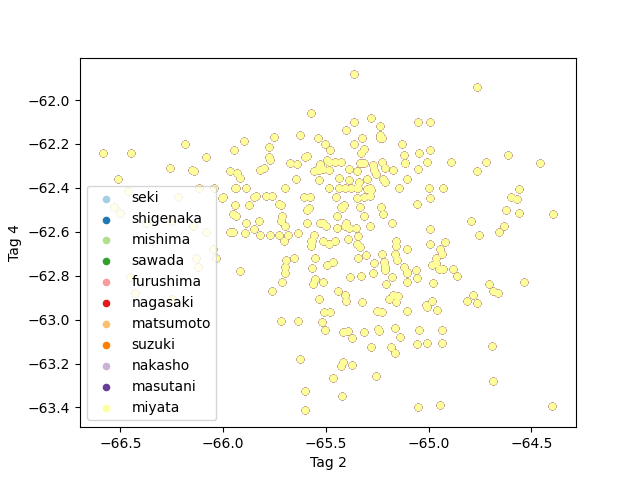 −62.0
−62.2
−62.4
−62.6
−62.8
−63.0
−63.2
−63.4
Tag 4
seki
shigenaka
mishima
sawada
furushima
nagasaki
matsumoto
suzuki
nakasho
masutani
miyata
−66.5 −66.0 −65.5 −65.0 −64.5
Tag 2